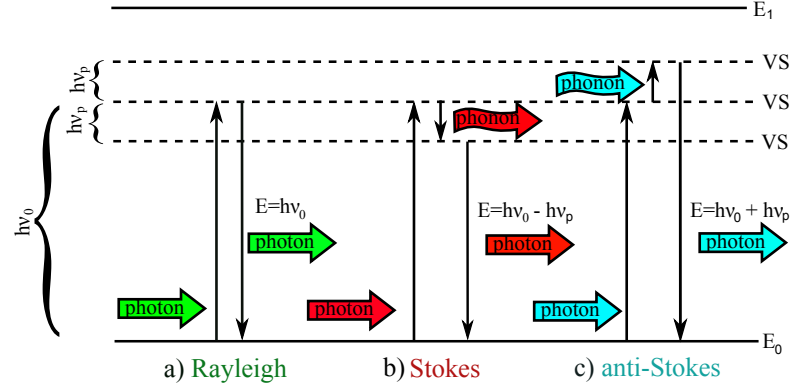 E₁
VS
hνₚ
phonon
VS
hνₚ
phonon
VS
hν₀
E=hν₀
E=hν₀ - hνₚ
E=hν₀ + hνₚ
photon
photon
photon
photon
photon
photon
E₀
a) Rayleigh
b) Stokes
c) anti-Stokes